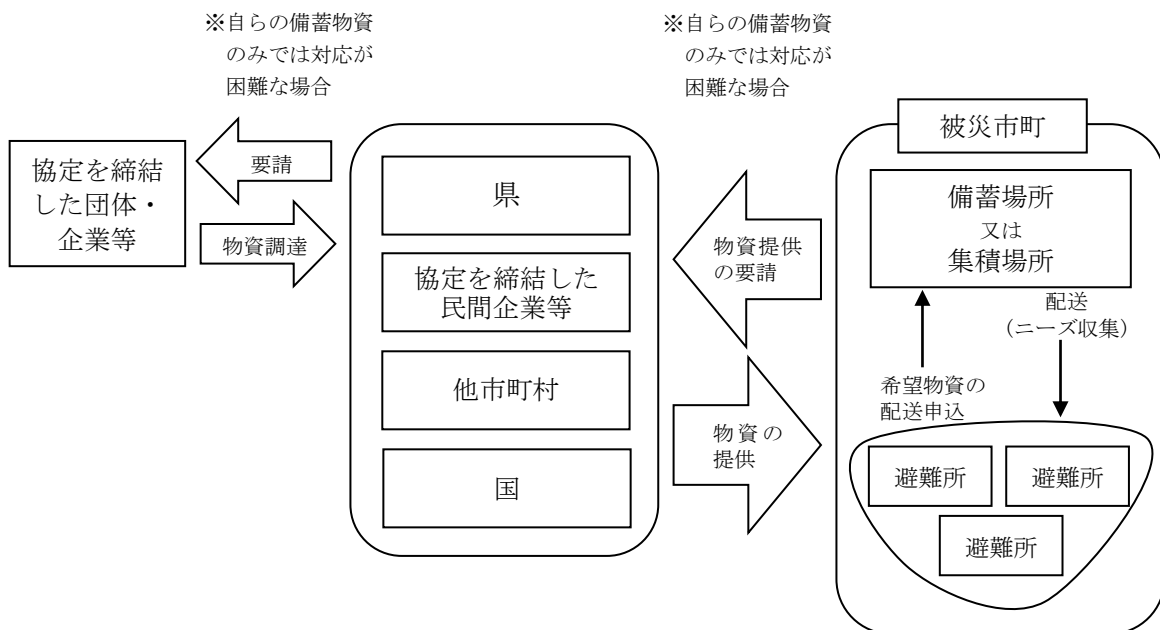 ※自らの備蓄物資
のみでは対応が
困難な場合
※自らの備蓄物資
のみでは対応が
困難な場合
協定を締結
した団体・
企業等
要請
物資調達
県
協定を締結した
民間企業等
他市町村
国
物資提供
の要請
物資の
提供
被災市町
備蓄場所
又は
集積場所
配送
（ニーズ収集）
希望物資の
配送申込
避難所
避難所
避難所